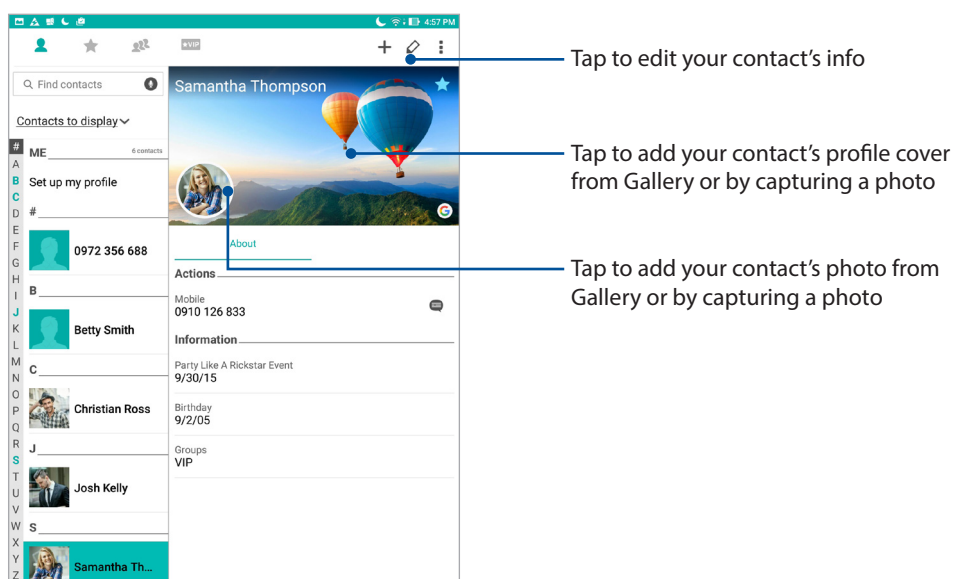 4:57 PM
VIP
Find contacts
Contacts to display
ME
6 contacts
Set up my profile
#
0972 356 688
B
Betty Smith
C
Christian Ross
J
Josh Kelly
S
Samantha Th...
#
A
B
C
D
E
F
G
H
I
J
K
L
M
N
O
P
Q
R
S
T
U
V
W
X
Y
Z
Samantha Thompson
G
About
Actions
Mobile
0910 126 833
Information
Party Like A Rickstar Event
9/30/15
Birthday
9/2/05
Groups
VIP
Tap to edit your contact's info
Tap to add your contact's profile cover
from Gallery or by capturing a photo
Tap to add your contact's photo from
Gallery or by capturing a photo